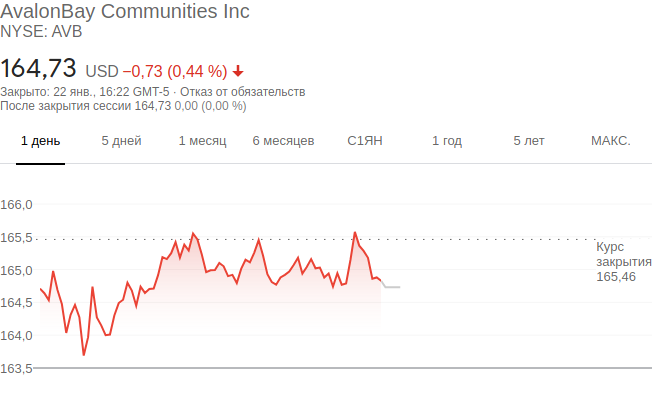 AvalonBay Communities Inc
NYSE: AVB
164,73 USD −0,73 (0,44 %)
Закрыто: 22 янв., 16:22 GMT-5 · Отказ от обязательств
После закрытия сессии 164,73 0,00 (0,00 %)
1 день 5 дней 1 месяц 6 месяцев С1ЯН 1 год 5 лет МАКС.
166,0
165,5
Курс
закрытия
165,46
165,0
164,5
164,0
163,5